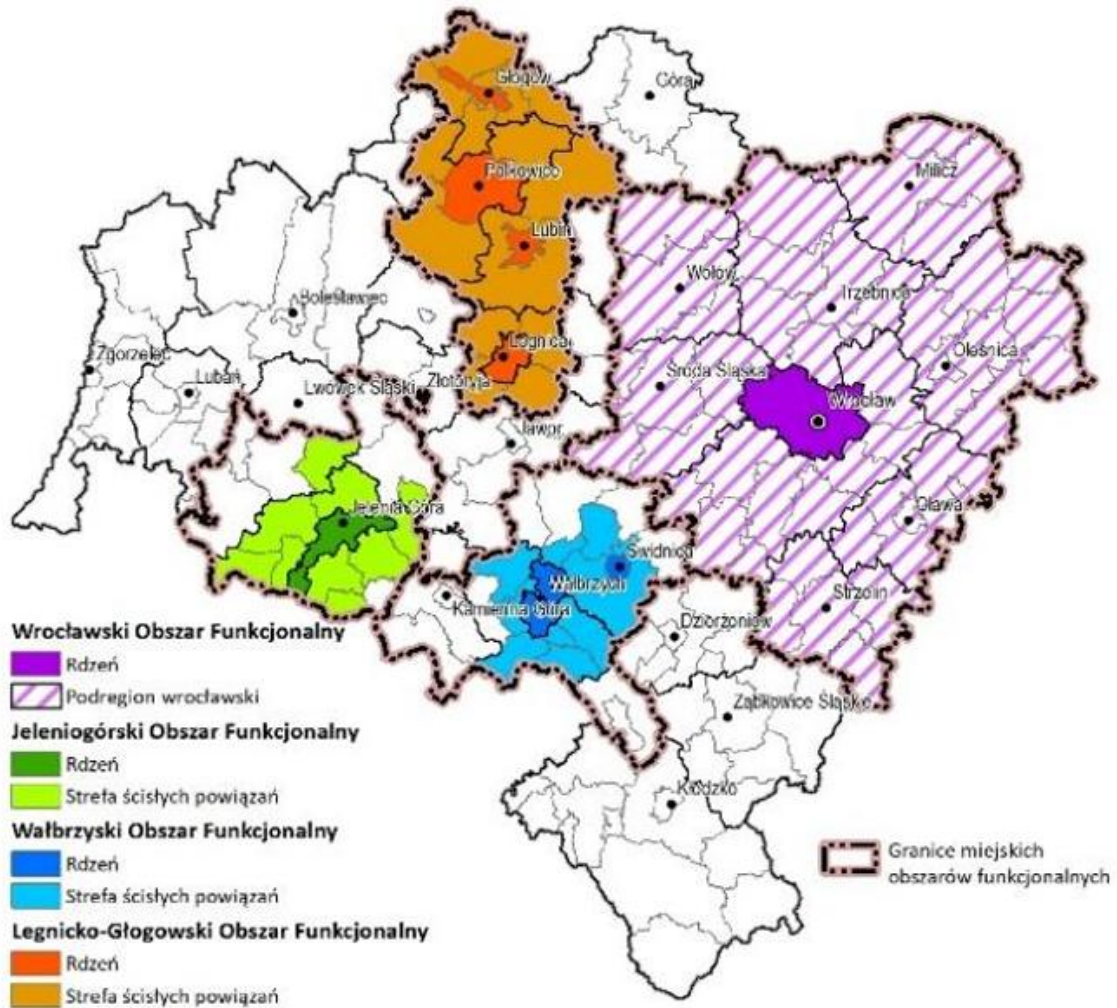 Głogów
Góra
Polkowice
Milicz
Lubin
Wołów
Trzebnica
Bolesławiec
Legnica
Oleśnica
Zgorzelec
Środa Śląska
Lubań
Lwówek Śląski
Złotoryja
Wrocław
Jawor
Jelenia Góra
Oława
Świdnica
Wałbrzych
Kamienna Góra
Strzelin
Dzierżoniów
Ząbkowice Śląskie
Kłodzko
Wrocławski Obszar Funkcjonalny
Rdzeń
Podregion wrocławski
Jeleniogórski Obszar Funkcjonalny
Rdzeń
Strefa ścisłych powiązań
Wałbrzyski Obszar Funkcjonalny
Rdzeń
Strefa ścisłych powiązań
Legnicko-Głogowski Obszar Funkcjonalny
Rdzeń
Strefa ścisłych powiązań
Granice miejskich
obszarów funkcjonalnych